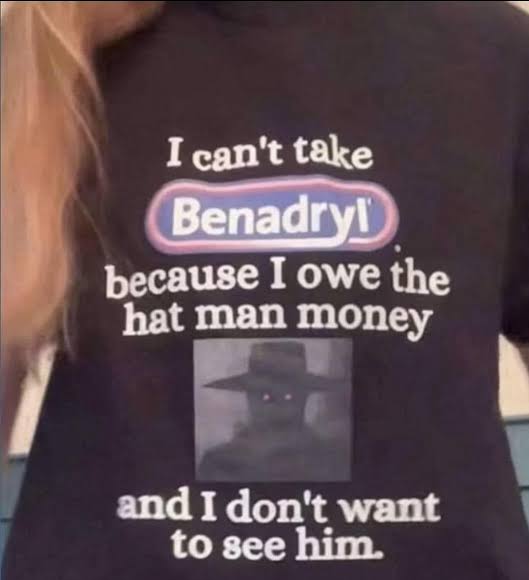 I can't take
Benadryl
because I owe the
hat man money
and I don't want
to see him.